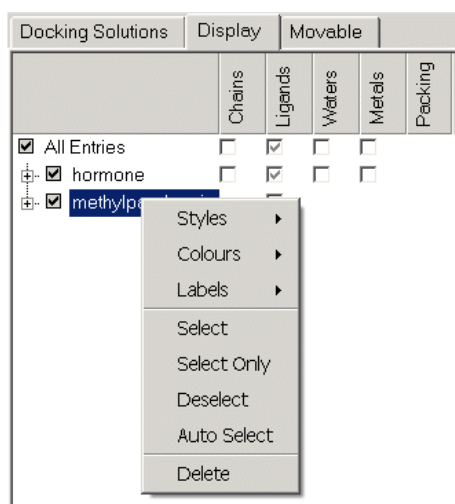 Docking Solutions Display Movable
Chains Ligands Waters Metals Packing
All Entries
hormone
Styles
Colours
Labels
Select
Select Only
Deselect
Auto Select
Delete